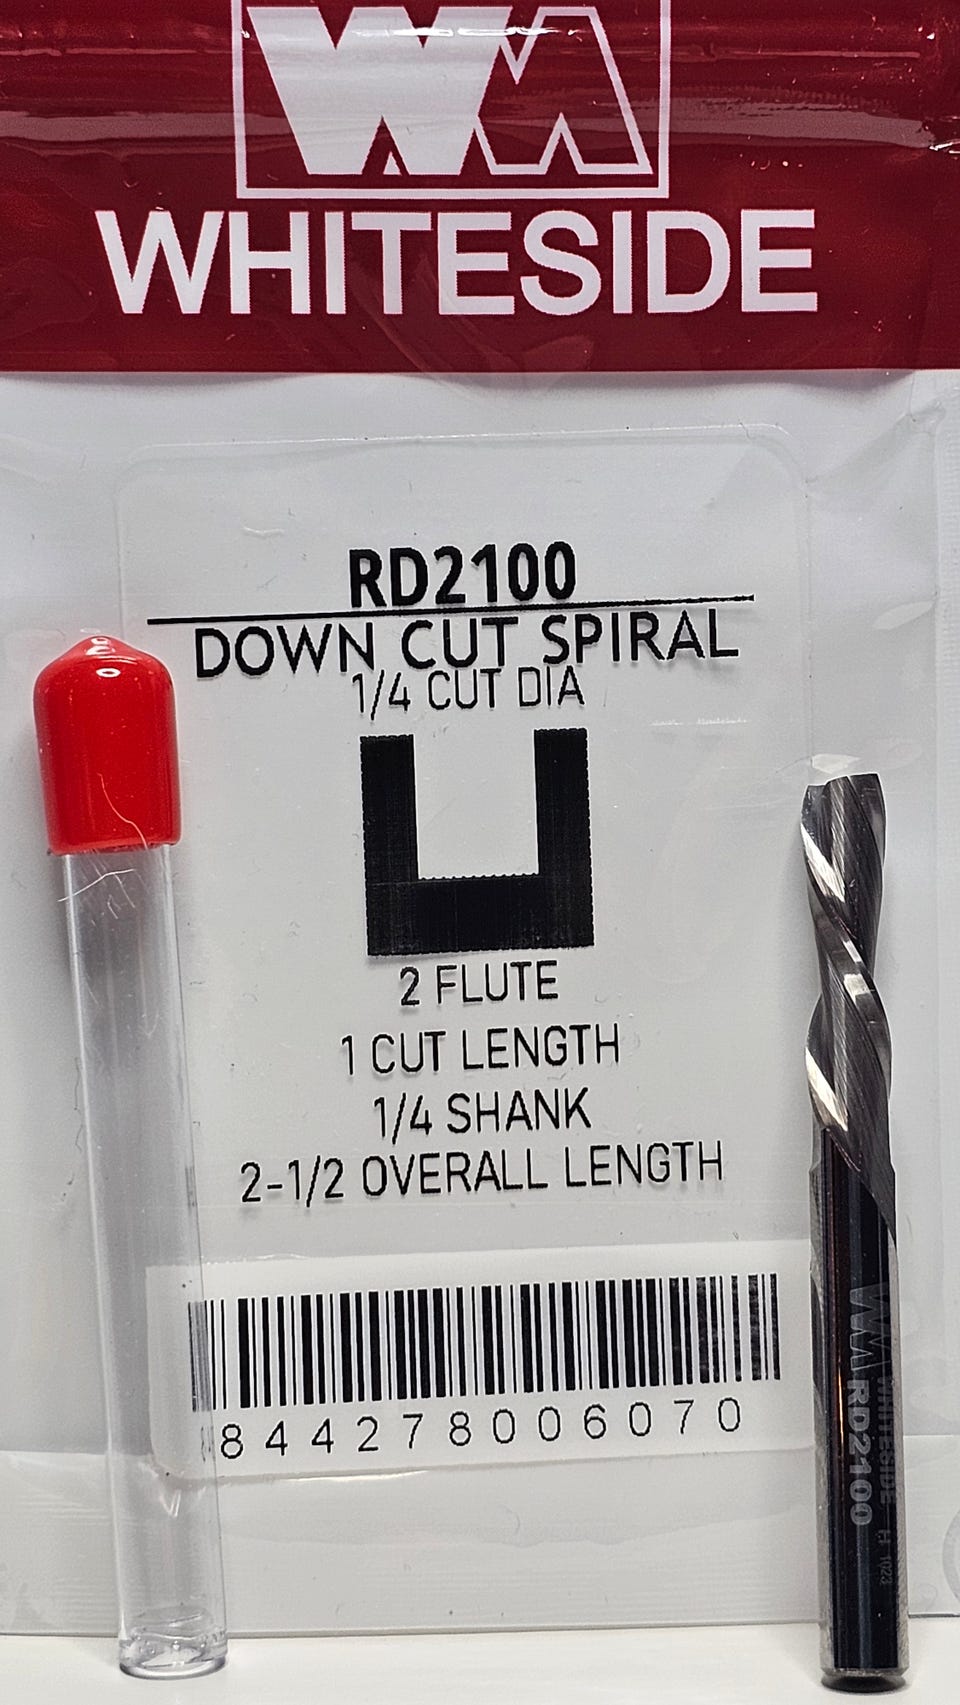 WHITESIDE
RD2100
DOWN CUT SPIRAL
1/4 CUT DIA
2 FLUTE
1 CUT LENGTH
1/4 SHANK
2-1/2 OVERALL LENGTH
844278006070
WHITESIDE H 1023
RD2100